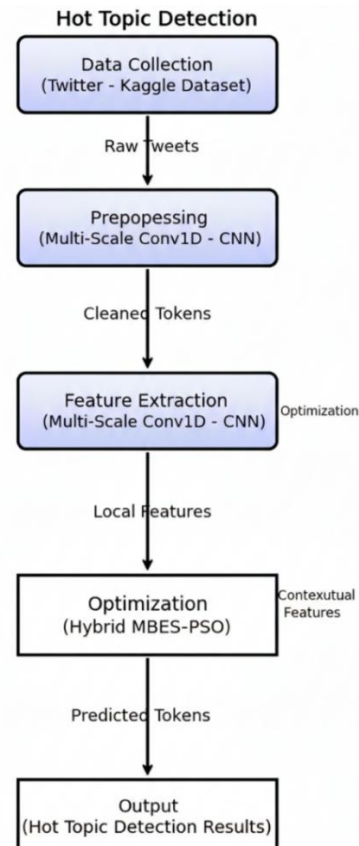 Hot Topic Detection
Data Collection
(Twitter - Kaggle Dataset)
Raw Tweets
Prepopessing
(Multi-Scale Conv1D - CNN)
Cleaned Tokens
Feature Extraction
(Multi-Scale Conv1D - CNN)
Optimization
Local Features
Optimization
(Hybrid MBES-PSO)
Contexutual
Features
Predicted Tokens
Output
(Hot Topic Detection Results)